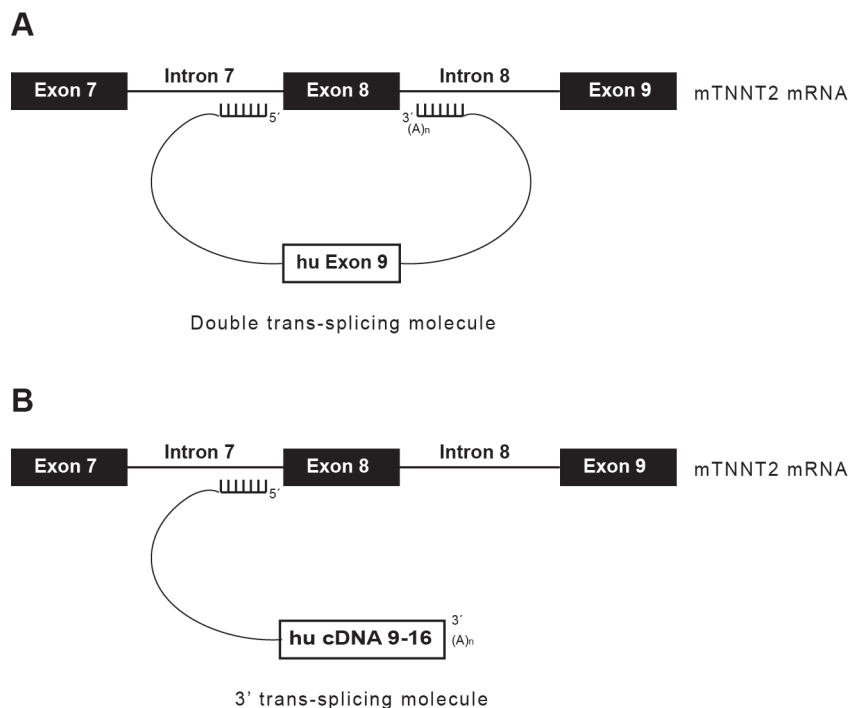 A
Intron 7 Intron 8
Exon 7 Exon 8 Exon 9 mTNNT2 mRNA
5´ 3´
(A)n
hu Exon 9
Double trans-splicing molecule
B
Intron 7 Intron 8
Exon 7 Exon 8 Exon 9 mTNNT2 mRNA
5´
3´
hu cDNA 9-16 (A)n
3’ trans-splicing molecule